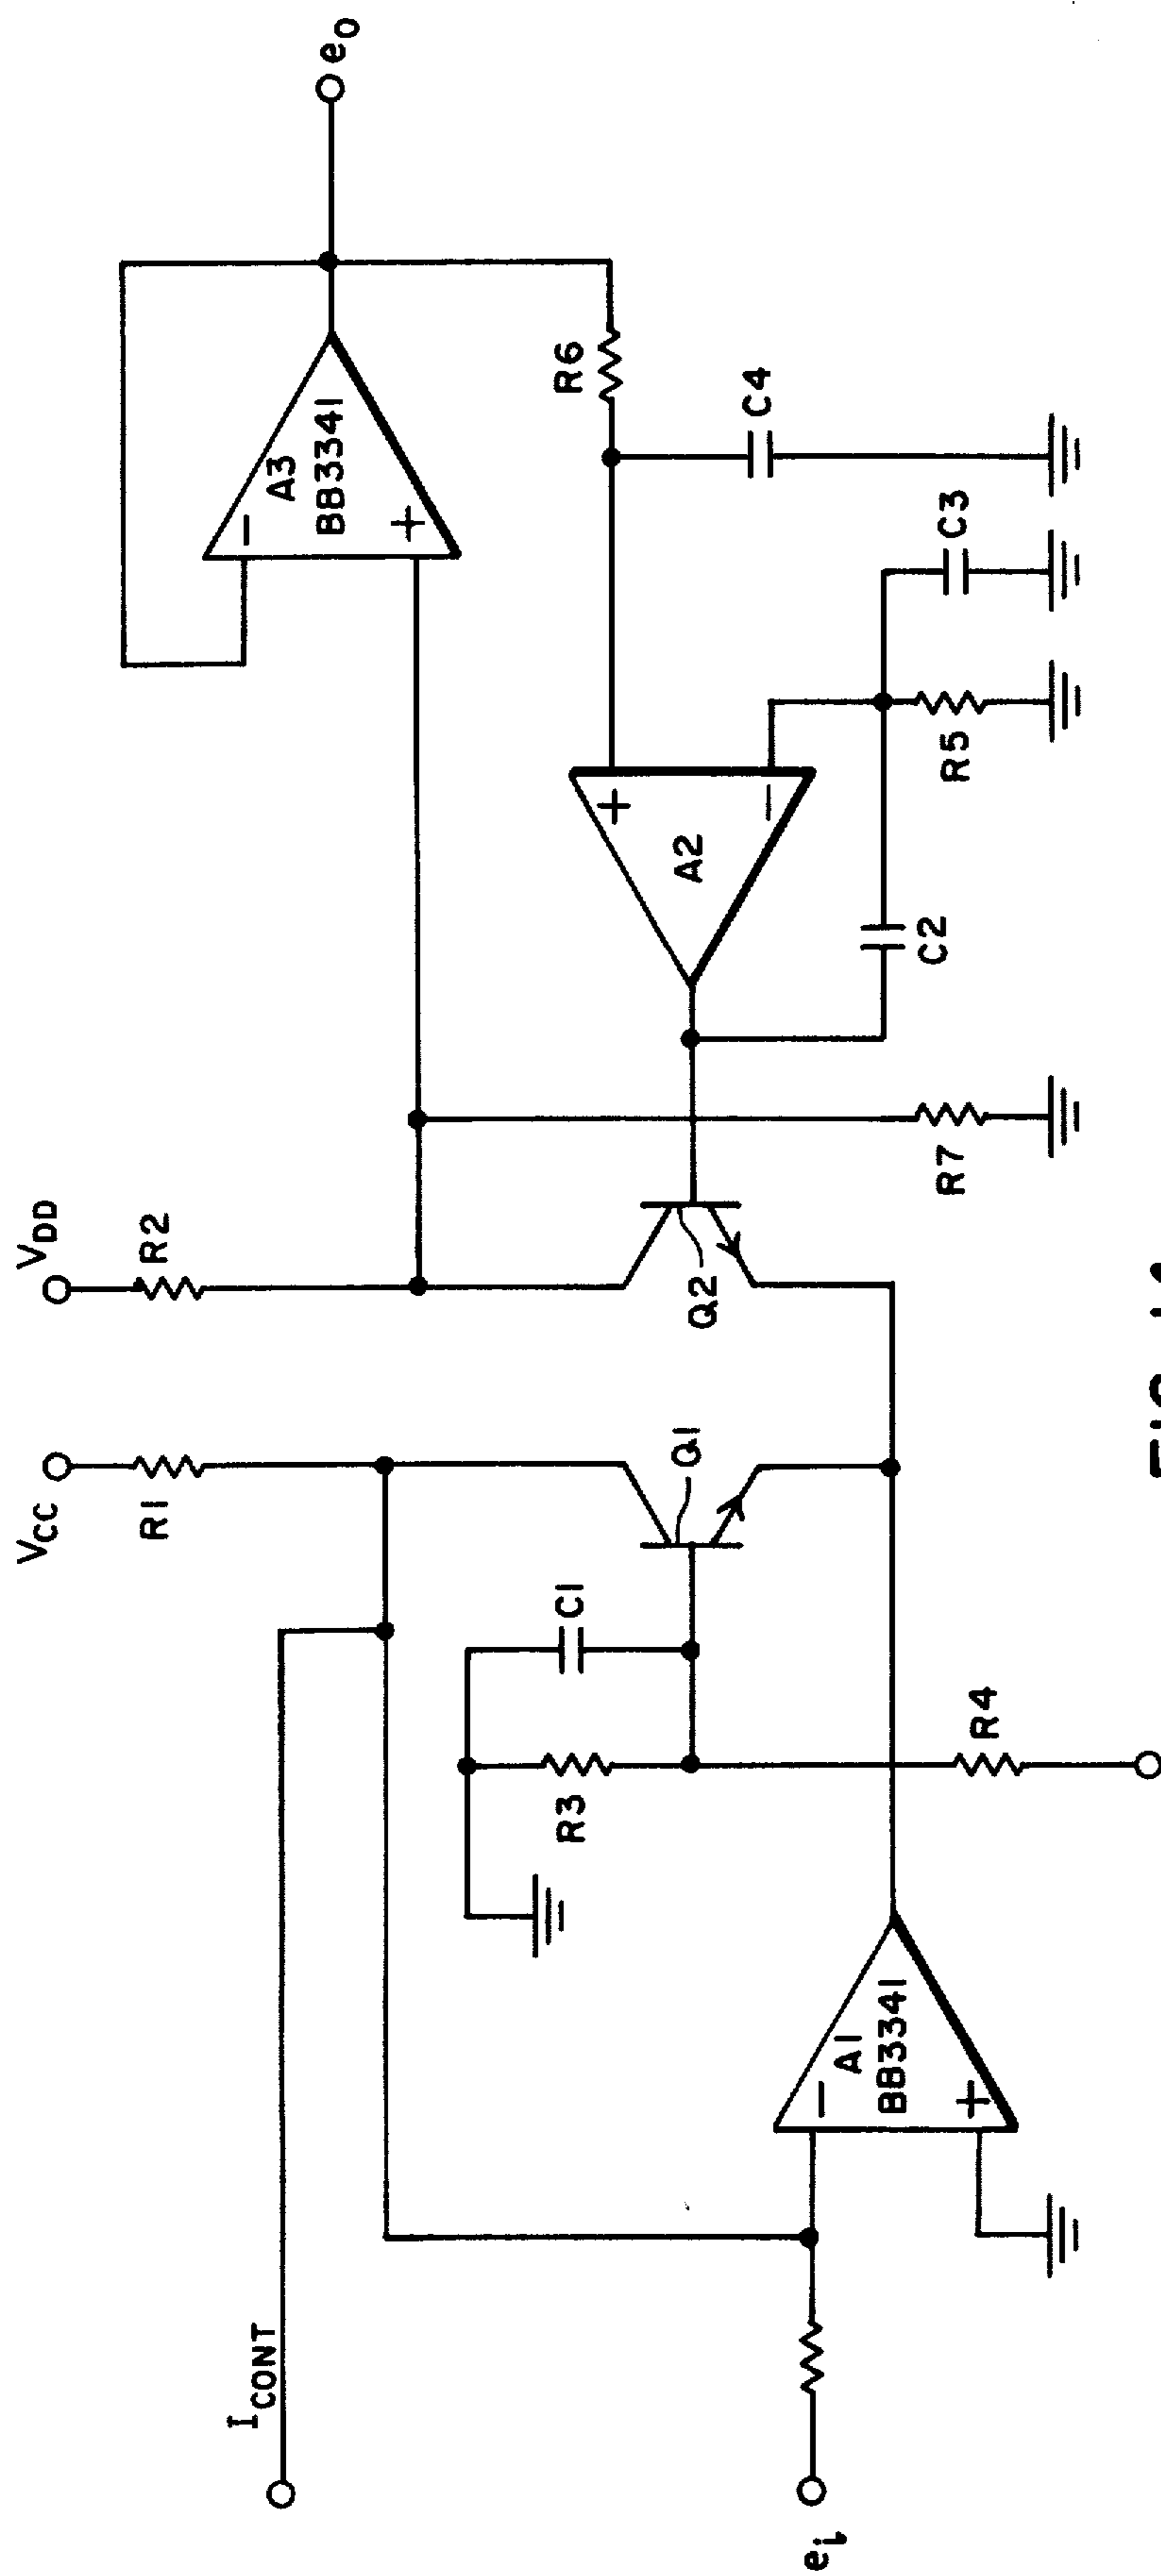 VCC
VDD
R1
R2
ICONT
A3
BB3341
-
+
eo
R6
C1
Q1
Q2
R3
+
-
A2
C4
C2
C3
R5
R7
R4
ei
-
+
A1
BB3341